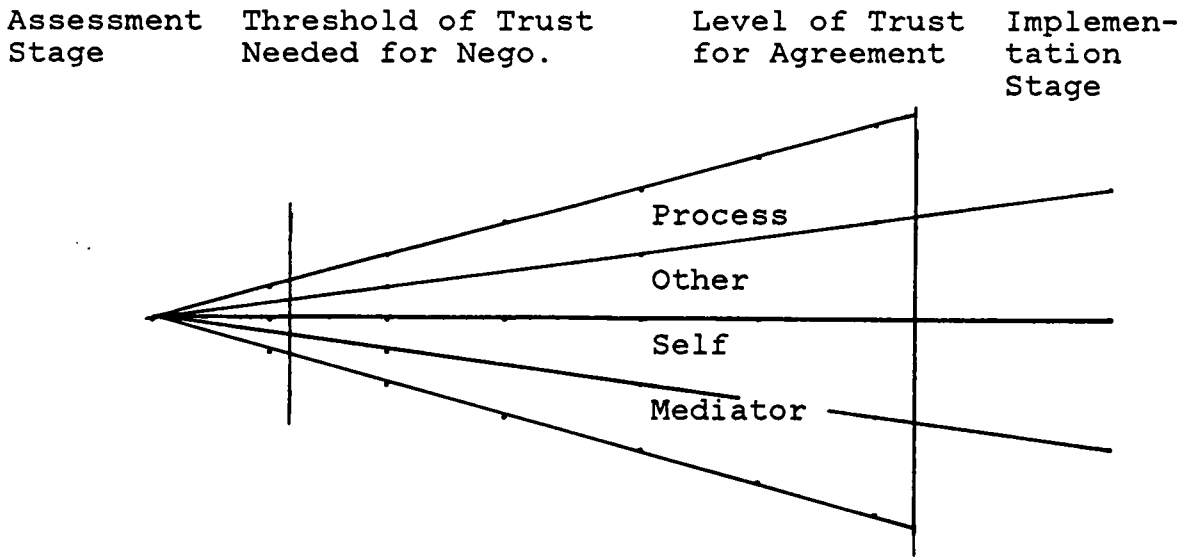 Assessment Threshold of Trust Level of Trust Implemen-
Stage Needed for Nego. for Agreement tation
Stage
Process
Other
Self
Mediator